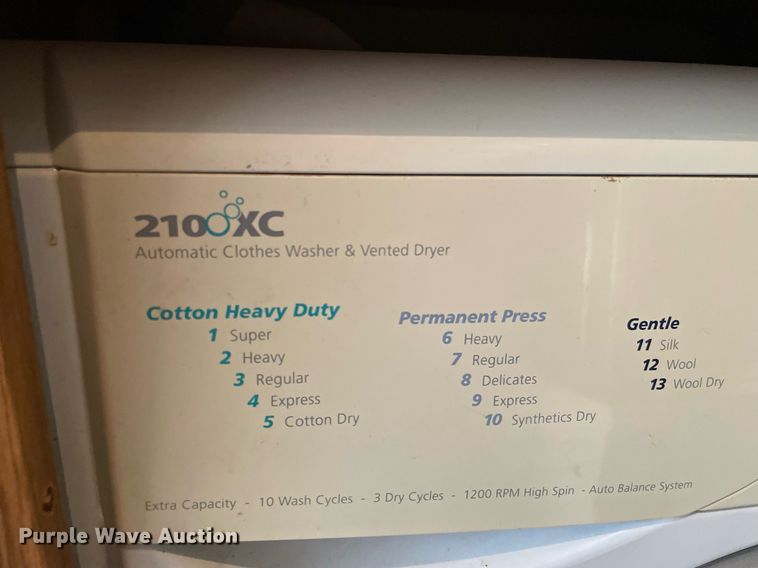 2100XC
Automatic Clothes Washer & Vented Dryer
Cotton Heavy Duty
1 Super
2 Heavy
3 Regular
4 Express
5 Cotton Dry
Permanent Press
6 Heavy
7 Regular
8 Delicates
9 Express
10 Synthetics Dry
Gentle
11 Silk
12 Wool
13 Wool Dry
Extra Capacity - 10 Wash Cycles - 3 Dry Cycles - 1200 RPM High Spin - Auto Balance System
Purple Wave Auction